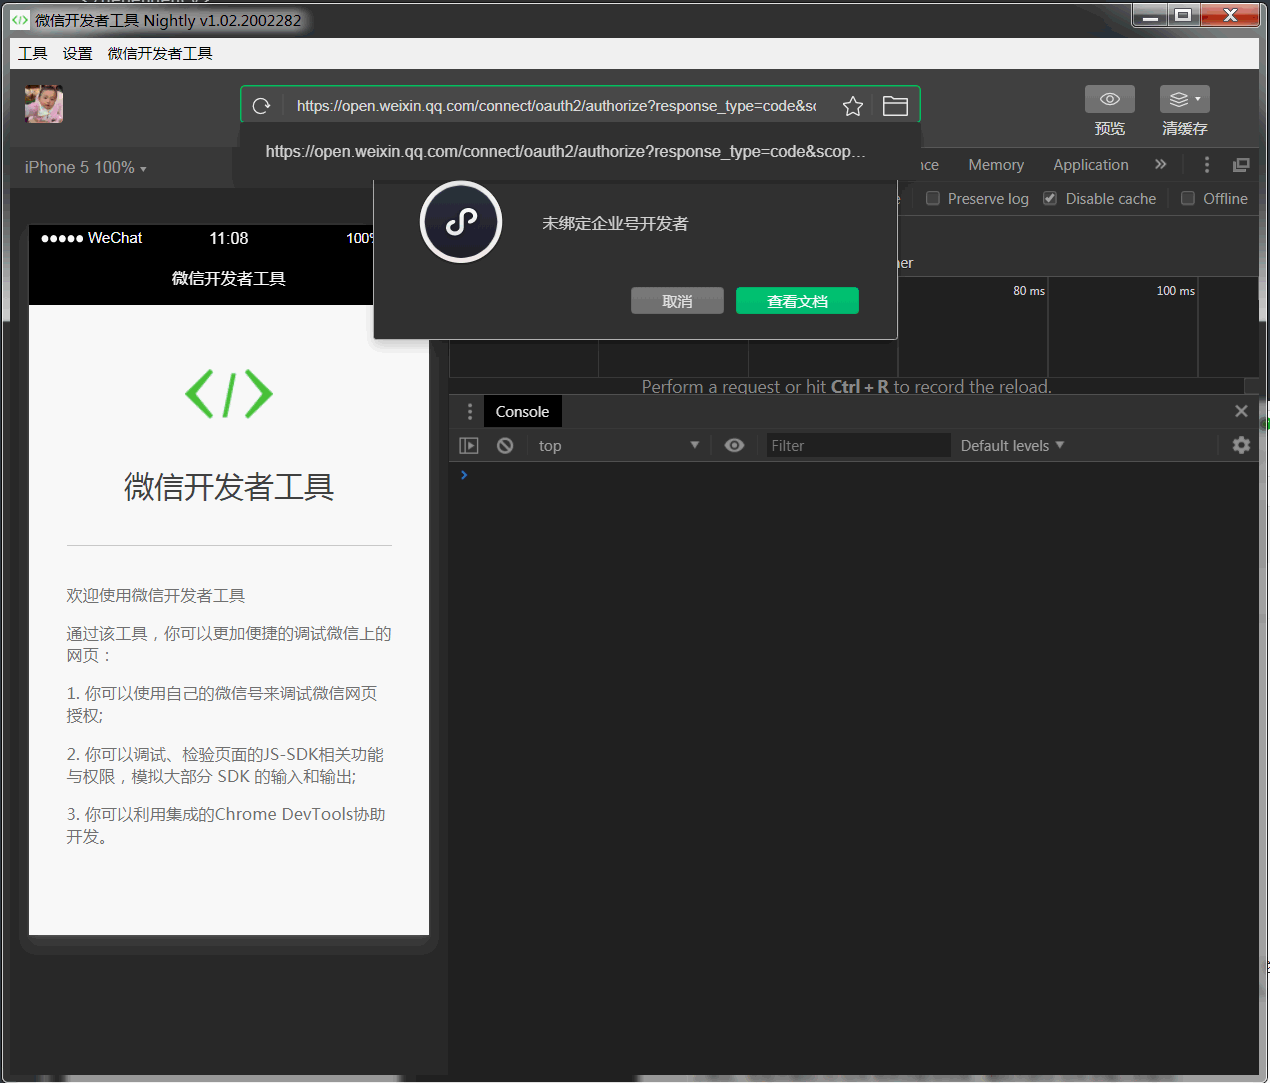 微信开发者工具 Nightly v1.02.2002282
工具 设置 微信开发者工具
https://open.weixin.qq.com/connect/oauth2/authorize?response_type=code&sc
预览 清缓存
https://open.weixin.qq.com/connect/oauth2/authorize?response_type=code&scop...
iPhone 5 100%
nce Memory Application »
Preserve log Disable cache Offline
未绑定企业号开发者
取消 查看文档
WeChat 11:08 100%
微信开发者工具
ner
80 ms 100 ms
Perform a request or hit Ctrl + R to record the reload.
Console
top Filter Default levels
微信开发者工具
欢迎使用微信开发者工具
通过该工具，你可以更加便捷的调试微信上的
网页：
1. 你可以使用自己的微信号来调试微信网页
授权;
2. 你可以调试、检验页面的JS-SDK相关功能
与权限，模拟大部分 SDK 的输入和输出;
3. 你可以利用集成的Chrome DevTools协助
开发。